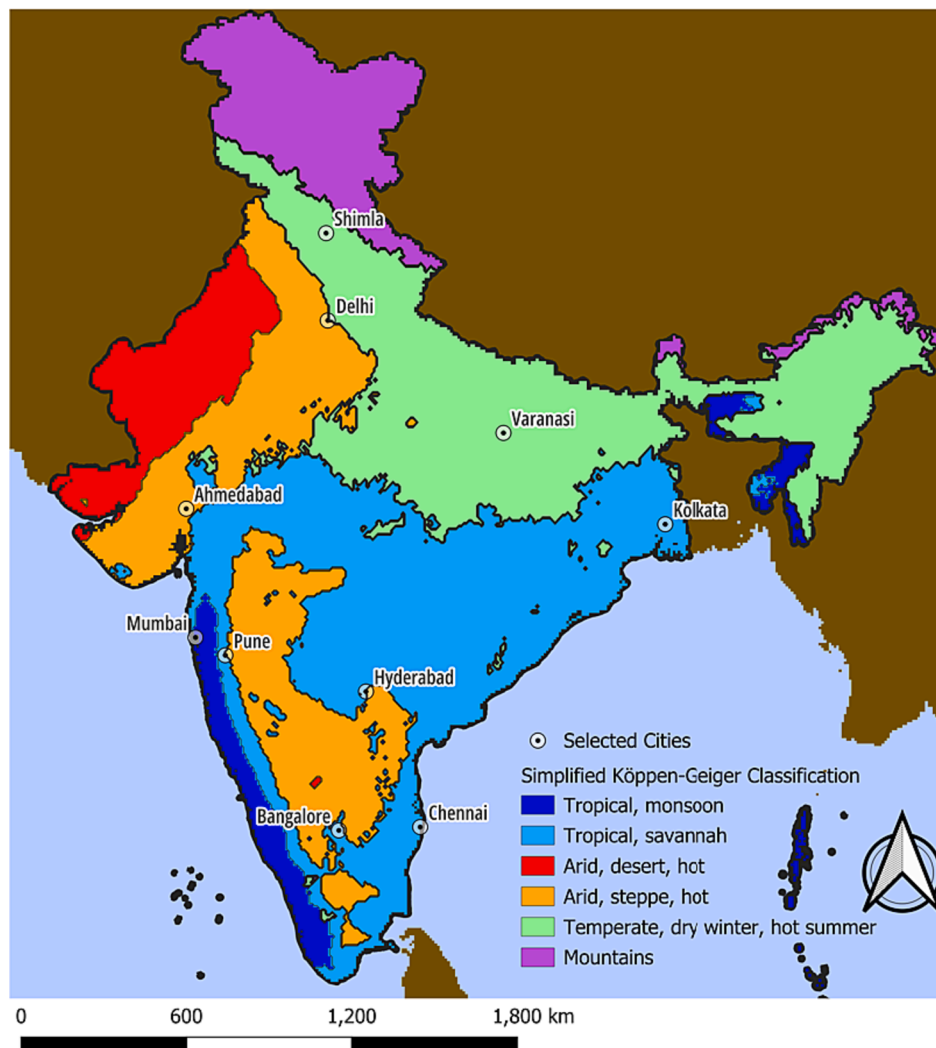 Shimla
Delhi
Varanasi
Ahmedabad
Kolkata
Mumbai
Pune
Hyderabad
Selected Cities
Simplified Köppen-Geiger Classification
Tropical, monsoon
Tropical, savannah
Bangalore
Chennai
Arid, desert, hot
Arid, steppe, hot
Temperate, dry winter, hot summer
Mountains
0 600 1,200 1,800 km